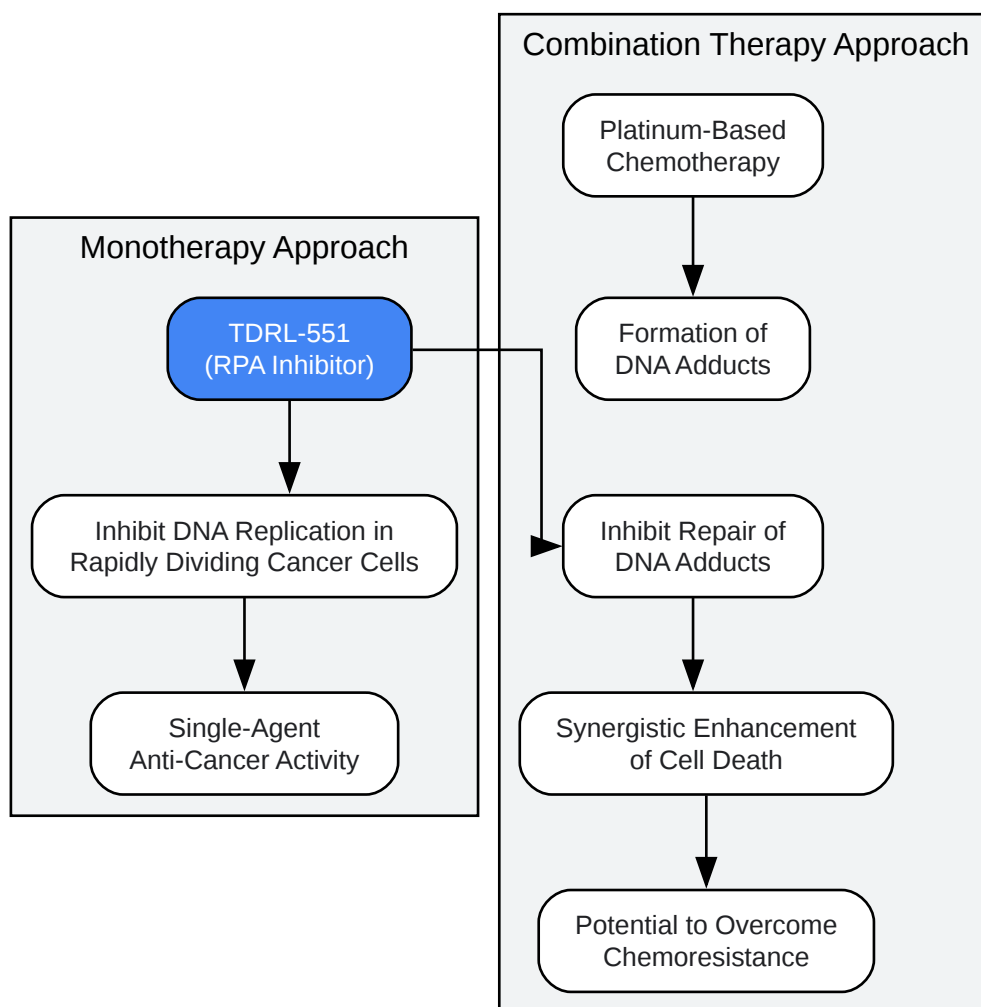 Monotherapy Approach
TDRL-551
(RPA Inhibitor)
Inhibit DNA Replication in
Rapidly Dividing Cancer Cells
Single-Agent
Anti-Cancer Activity
Combination Therapy Approach
Platinum-Based
Chemotherapy
Formation of
DNA Adducts
Inhibit Repair of
DNA Adducts
Synergistic Enhancement
of Cell Death
Potential to Overcome
Chemoresistance